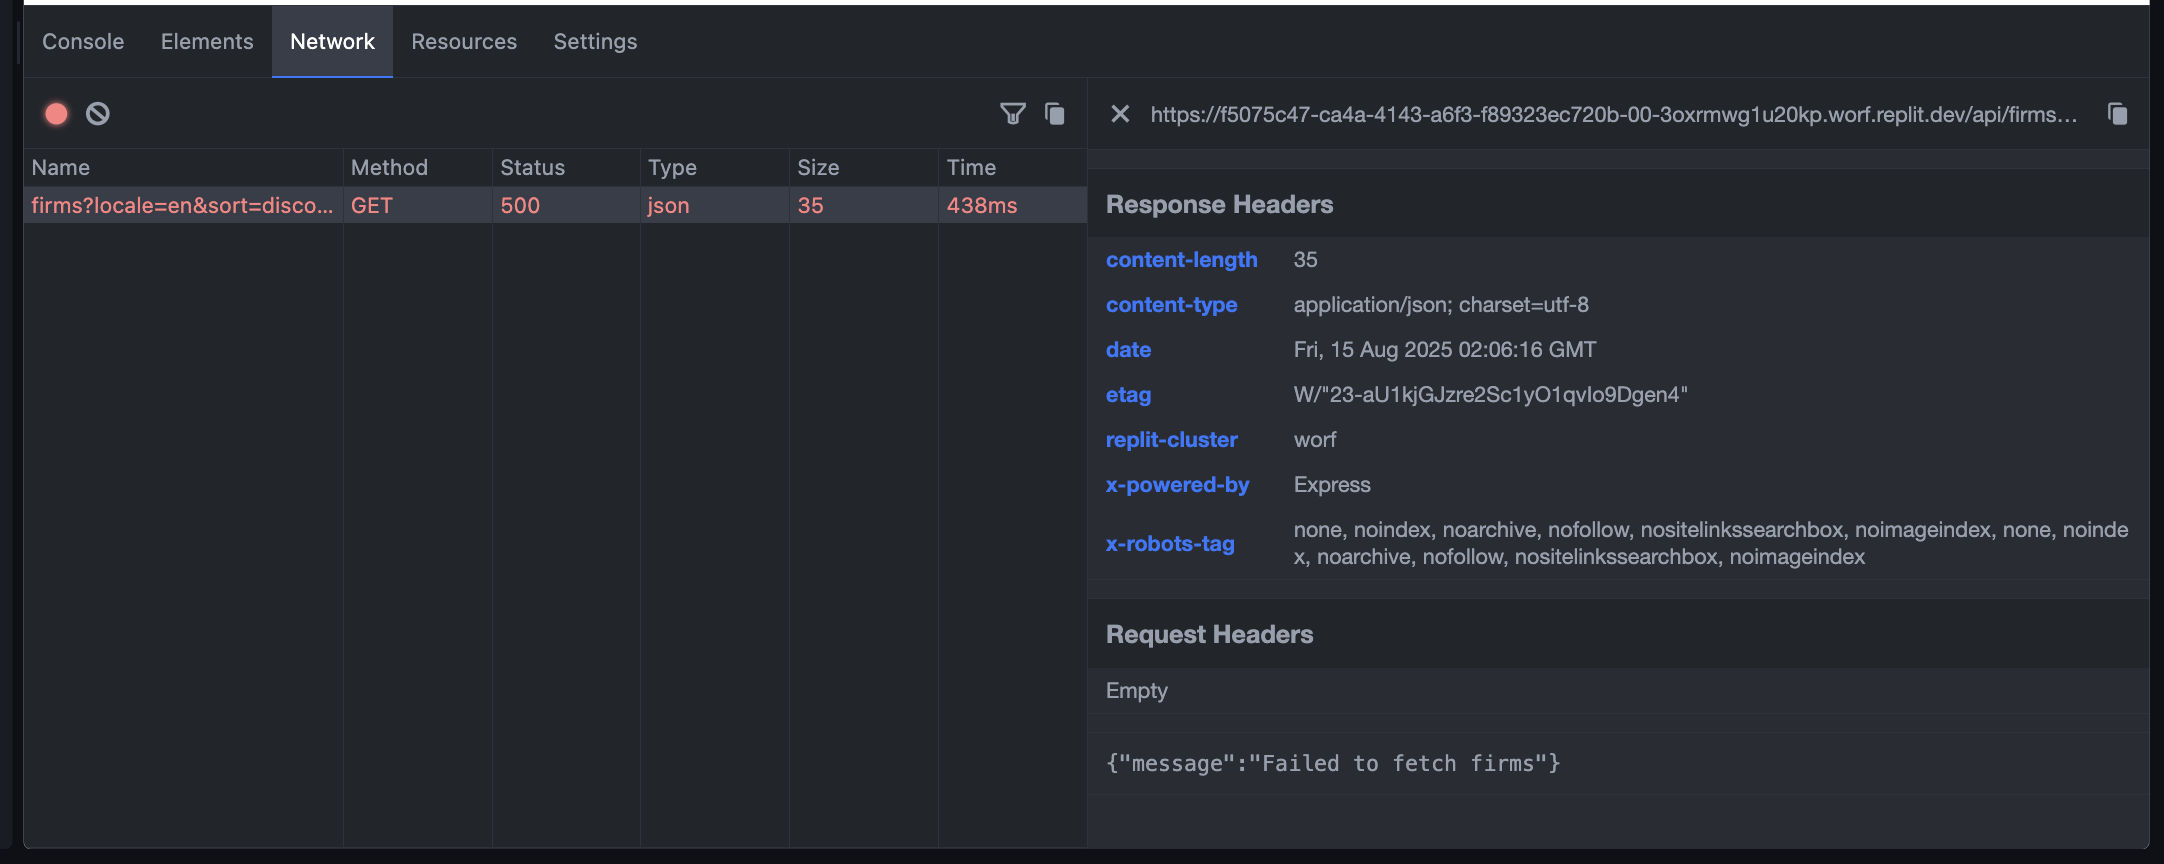 Console Elements Network Resources Settings
https://f5075c47-ca4a-4143-a6f3-f89323ec720b-00-3oxrmwg1u20kp.worf.replit.dev/api/firms...
Name Method Status Type Size Time
firms?locale=en&sort=disco... GET 500 json 35 438ms
Response Headers
content-length 35
content-type application/json; charset=utf-8
date Fri, 15 Aug 2025 02:06:16 GMT
etag W/"23-aU1kjGJzre2Sc1yO1qvIo9Dgen4"
replit-cluster worf
x-powered-by Express
x-robots-tag none, noindex, noarchive, nofollow, nositelinkssearchbox, noimageindex, none, noinde
x, noarchive, nofollow, nositelinkssearchbox, noimageindex
Request Headers
Empty
{"message":"Failed to fetch firms"}